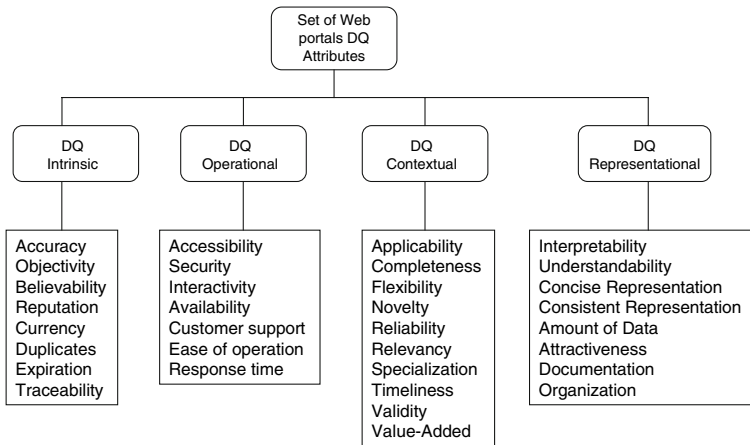 Set of Web
portals DQ
Attributes
DQ
Intrinsic
DQ
Operational
DQ
Contextual
DQ
Representational
Accuracy
Objectivity
Believability
Reputation
Currency
Duplicates
Expiration
Traceability
Accessibility
Security
Interactivity
Availability
Customer support
Ease of operation
Response time
Applicability
Completeness
Flexibility
Novelty
Reliability
Relevancy
Specialization
Timeliness
Validity
Value-Added
Interpretability
Understandability
Concise Representation
Consistent Representation
Amount of Data
Attractiveness
Documentation
Organization